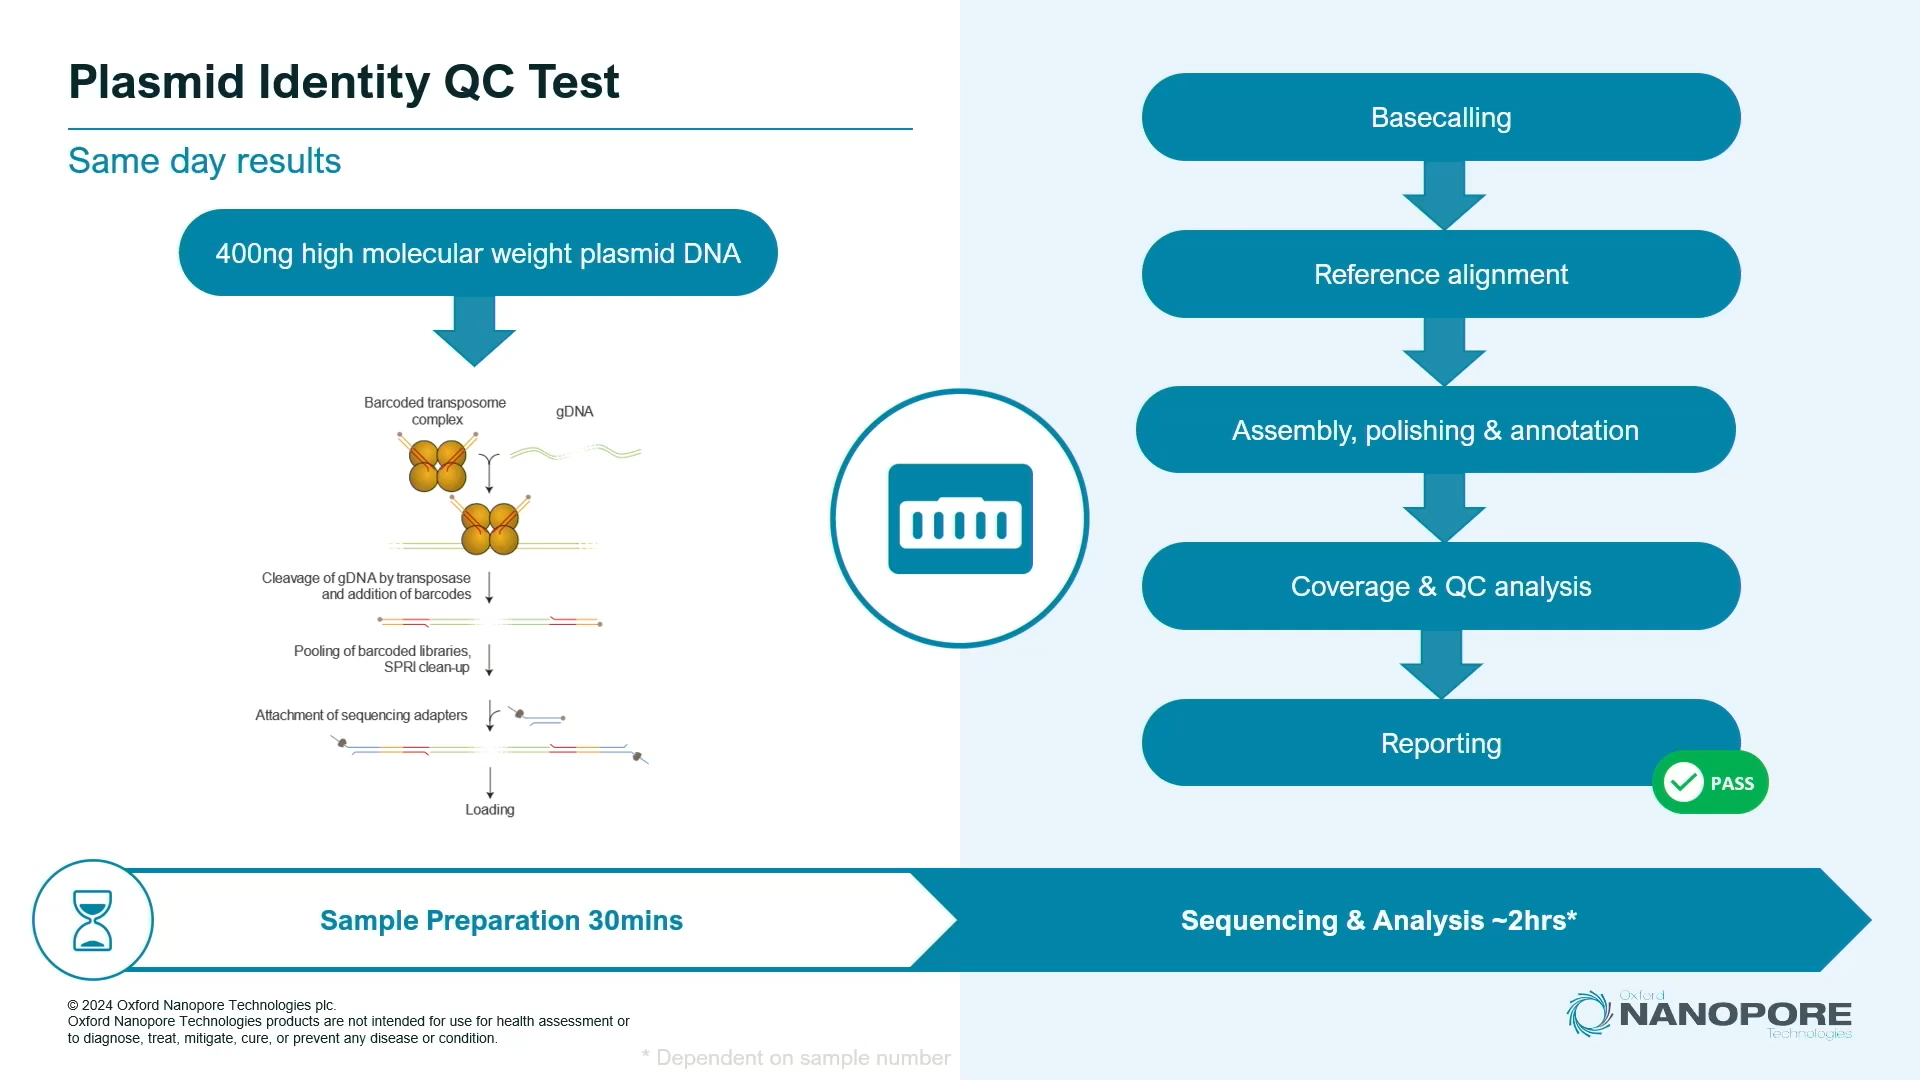 Plasmid Identity QC Test
Same day results
400ng high molecular weight plasmid DNA
Barcoded transposome
complex
gDNA
Cleavage of gDNA by transposase
and addition of barcodes
Pooling of barcoded libraries,
SPRI clean-up
Attachment of sequencing adapters
Loading
Basecalling
Reference alignment
Assembly, polishing & annotation
Coverage & QC analysis
Reporting
PASS
Sample Preparation 30mins
Sequencing & Analysis ~2hrs*
© 2024 Oxford Nanopore Technologies plc.
Oxford Nanopore Technologies products are not intended for use for health assessment or
to diagnose, treat, mitigate, cure, or prevent any disease or condition.
* Dependent on sample number
Oxford
NANOPORE
Technologies